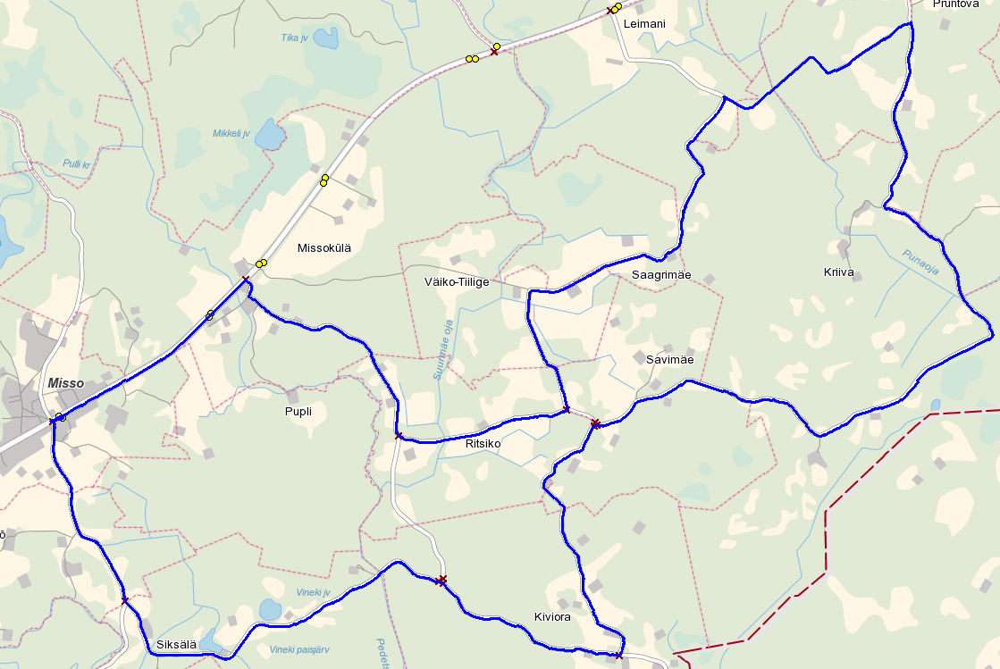 Pruntova
Leimani
Tika jv
Mikkeli jv
Pulli kr
Missokülä
Väiko-Tiilige
Saagrimäe
Kriiva
Punaoja
Suurmäe oja
Savimäe
Misso
Pupli
Ritsiko
Vineki jv
Kiviora
Siksälä
Vineki paisjärv